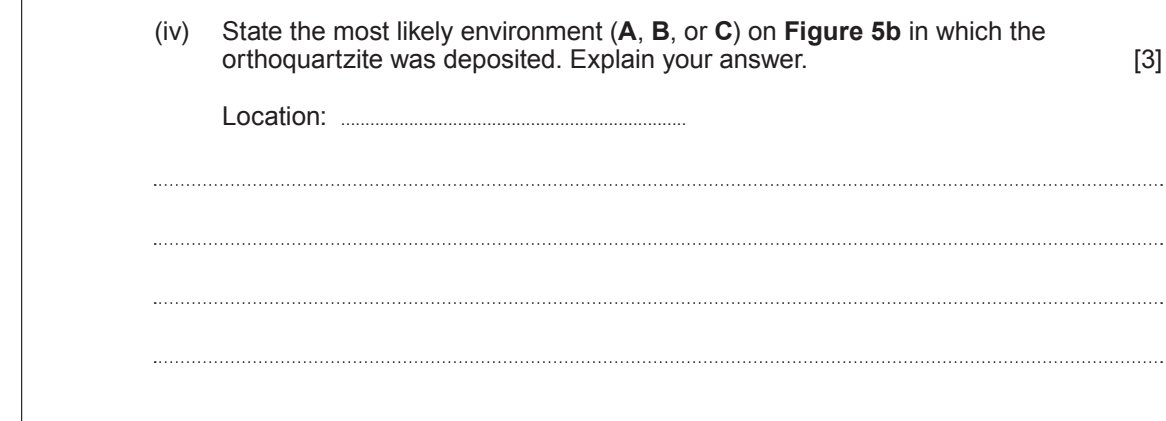 (iv) State the most likely environment (A, B, or C) on Figure 5b in which the
orthoquartzite was deposited. Explain your answer. [3]
Location: